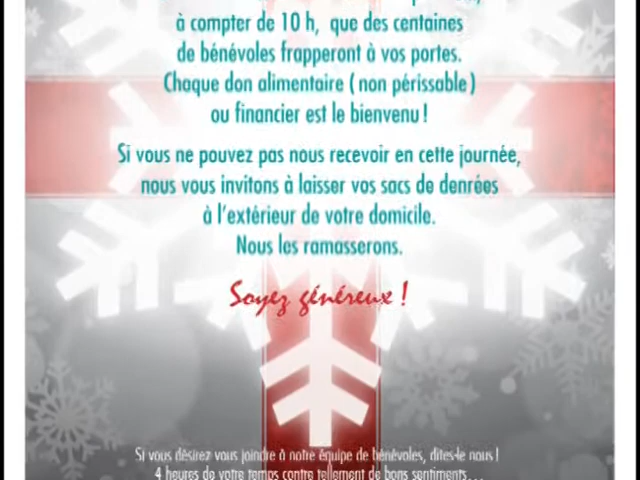 à compter de 10 h, que des centaines
de bénévoles frapperont à vos portes.
Chaque don alimentaire (non périssable)
ou financier est le bienvenu !
Si vous ne pouvez pas nous recevoir en cette journée,
nous vous invitons à laisser vos sacs de denrées
à l'extérieur de votre domicile.
Nous les ramasserons.
Soyez généreux !
Si vous désirez vous joindre à notre équipe de bénévoles, dites-le nous !
4 heures de votre temps contre tellement de bons sentiments...